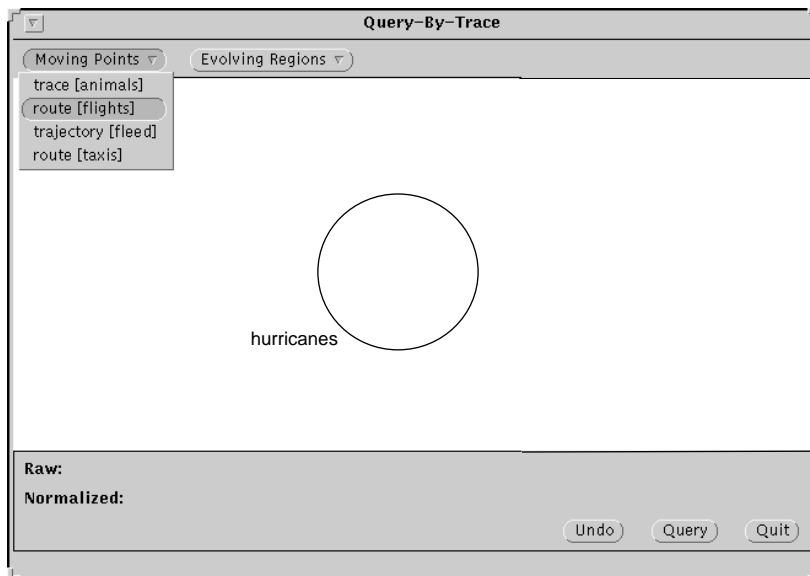 Query-By-Trace
Moving Points Evolving Regions
trace [animals]
route [flights]
trajectory [fleed]
route [taxis]
hurricanes
Raw:
Normalized:
Undo Query Quit